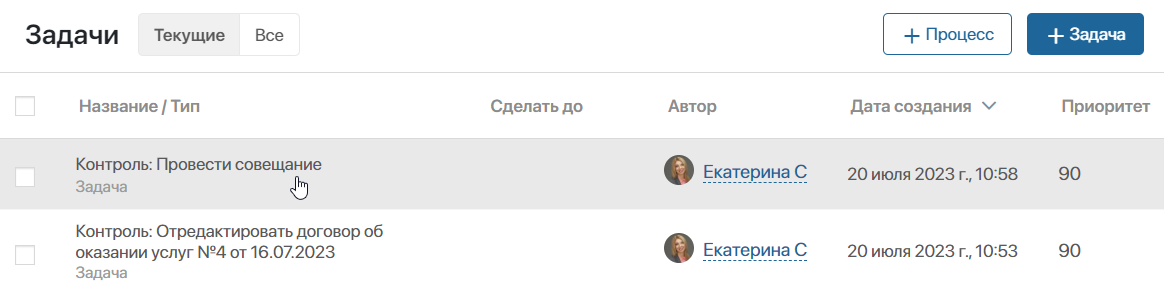 Задачи Текущие Все + Процесс + Задача
Название / Тип Сделать до Автор Дата создания Приоритет
Контроль: Провести совещание
Задача
Екатерина С 20 июля 2023 г., 10:58 90
Контроль: Отредактировать договор об
оказании услуг №4 от 16.07.2023
Задача
Екатерина С 20 июля 2023 г., 10:53 90